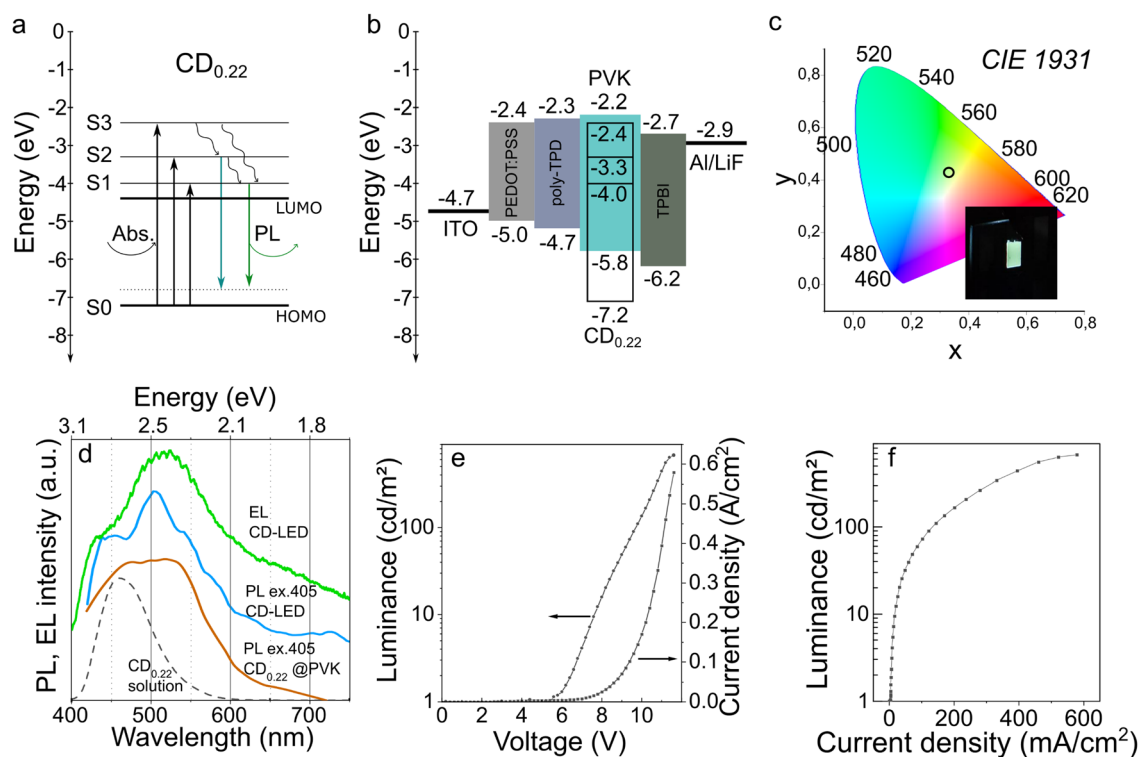 a
CD0.22
Energy (eV)
-0
-1
-2
-3
-4
-5
-6
-7
-8
S3
S2
S1
LUMO
Abs.
PL
S0
HOMO
b
Energy (eV)
-0
-1
-2
-3
-4
-5
-6
-7
-8
PVK
-2.4
-2.3
-2.2
-2.4
-2.7
-2.9
Al/LiF
-3.3
-4.0
PEDOT:PSS
poly-TPD
TPBI
-4.7
ITO
-5.0
-4.7
-5.8
-6.2
-7.2
CD0.22
c
CIE 1931
520
540
560
580
600
620
500
480
460
0,8
0,6
0,4
0,2
0,0
y
0,0
0,2
0,4
0,6
0,8
x
Energy (eV)
3.1
2.5
2.1
1.8
d
PL, EL intensity (a.u.)
EL
CD-LED
PL ex.405
CD-LED
PL ex.405
CD0.22 @PVK
CD0.22
solution
400
500
600
700
Wavelength (nm)
e
Luminance (cd/m²)
100
10
1
0.6
0.5
0.4
0.3
0.2
0.1
0.0
Current density (A/cm²)
0
2
4
6
8
10
Voltage (V)
f
Luminance (cd/m²)
100
10
1
0
200
400
600
Current density (mA/cm²)